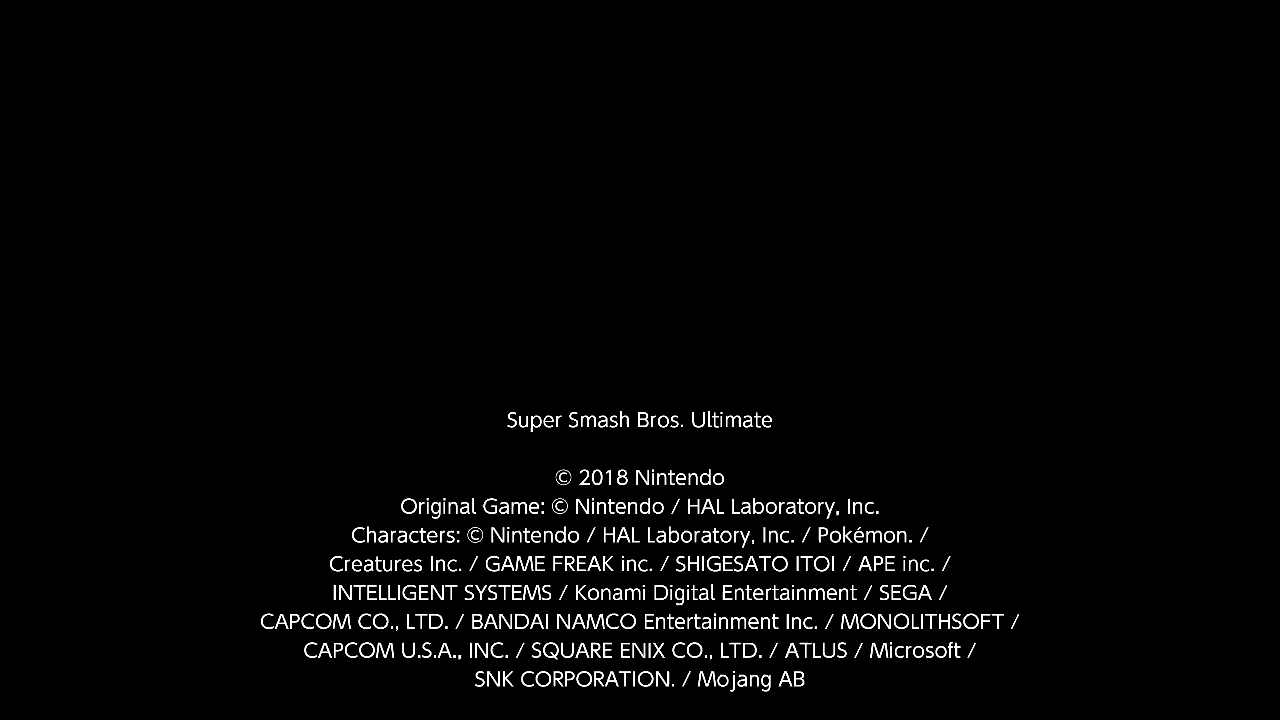 Super Smash Bros. Ultimate
© 2018 Nintendo
Original Game: © Nintendo / HAL Laboratory, Inc.
Characters: © Nintendo / HAL Laboratory, Inc. / Pokémon. /
Creatures Inc. / GAME FREAK inc. / SHIGESATO ITOI / APE inc. /
INTELLIGENT SYSTEMS / Konami Digital Entertainment / SEGA /
CAPCOM CO., LTD. / BANDAI NAMCO Entertainment Inc. / MONOLITHSOFT /
CAPCOM U.S.A., INC. / SQUARE ENIX CO., LTD. / ATLUS / Microsoft /
SNK CORPORATION. / Mojang AB